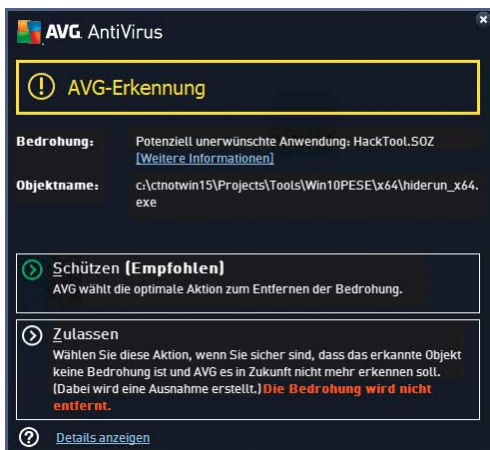 AVG AntiVirus
AVG-Erkennung
Bedrohung: Potenziell unerwünschte Anwendung: HackTool.SOZ
[Weitere Informationen]
Objektname: c:\ctnotwin15\Projects\Tools\Win10PESE\x64\hiderun_x64.
exe
Schützen (Empfohlen)
AVG wählt die optimale Aktion zum Entfernen der Bedrohung.
Zulassen
Wählen Sie diese Aktion, wenn Sie sicher sind, dass das erkannte Objekt
keine Bedrohung ist und AVG es in Zukunft nicht mehr erkennen soll.
(Dabei wird eine Ausnahme erstellt.) Die Bedrohung wird nicht
entfernt.
Details anzeigen